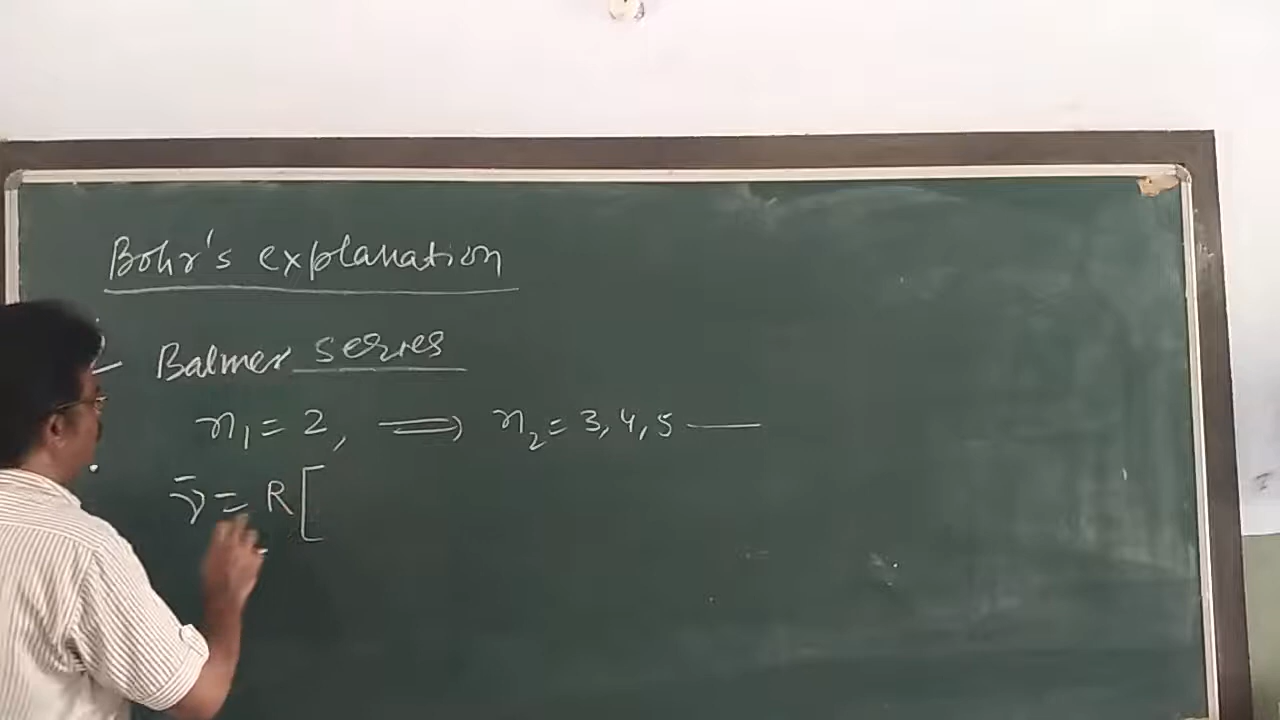 Bohr's explanation
Balmer series
n₁ = 2, ⟹ n₂ = 3, 4, 5 —
ν̄ = R[